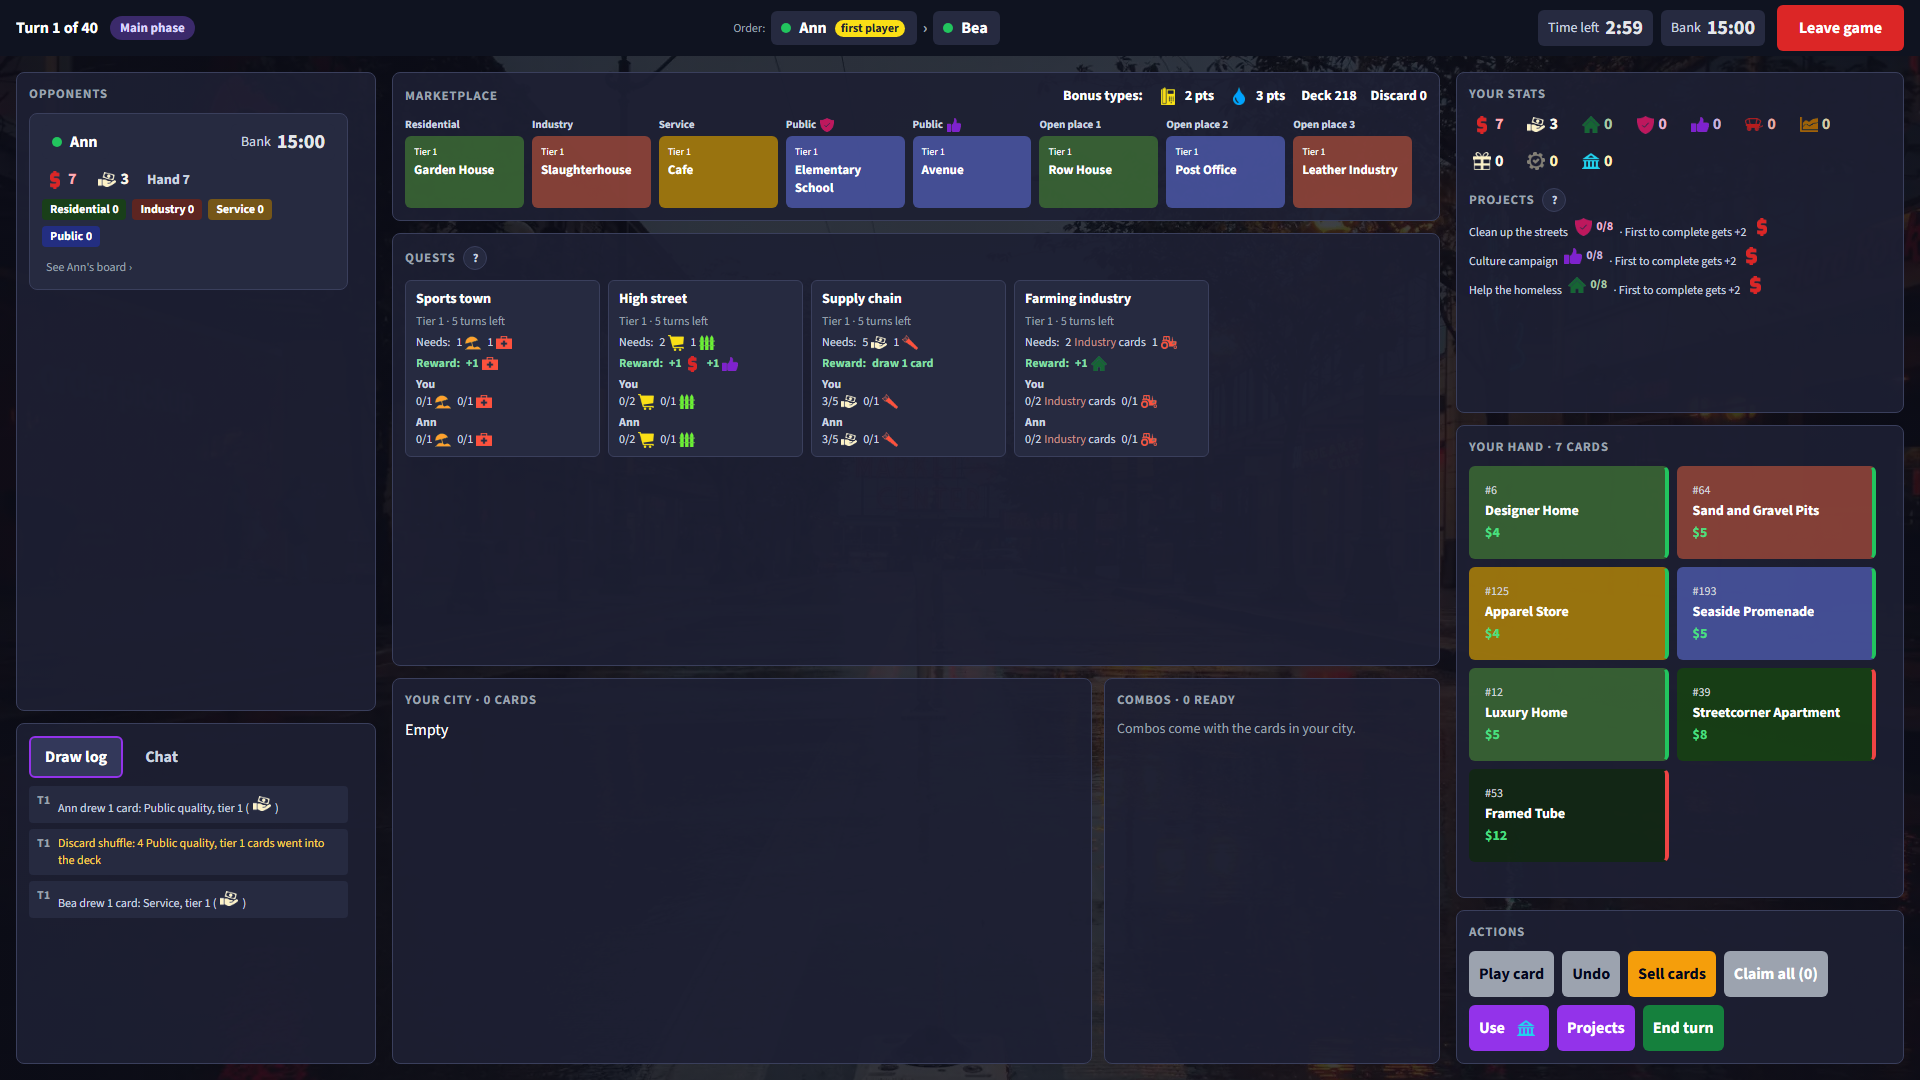 Turn 1 of 40 Main phase
Order: Ann first player › Bea
Time left 2:59 Bank 15:00 Leave game
OPPONENTS
Ann Bank 15:00
7 3 Hand 7
Residential 0 Industry 0 Service 0
Public 0
See Ann's board ›
MARKETPLACE
Bonus types: 2 pts 3 pts Deck 218 Discard 0
Residential Industry Service Public Public Open place 1 Open place 2 Open place 3
Tier 1 Garden House
Tier 1 Slaughterhouse
Tier 1 Cafe
Tier 1 Elementary School
Tier 1 Avenue
Tier 1 Row House
Tier 1 Post Office
Tier 1 Leather Industry
QUESTS ?
Sports town
Tier 1 · 5 turns left
Needs: 1 1
Reward: +1
You
0/1 0/1
Ann
0/1 0/1
High street
Tier 1 · 5 turns left
Needs: 2 1
Reward: +1 +1
You
0/2 0/1
Ann
0/2 0/1
Supply chain
Tier 1 · 5 turns left
Needs: 5 1
Reward: draw 1 card
You
3/5 0/1
Ann
3/5 0/1
Farming industry
Tier 1 · 5 turns left
Needs: 2 Industry cards 1
Reward: +1
You
0/2 Industry cards 0/1
Ann
0/2 Industry cards 0/1
YOUR CITY · 0 CARDS
Empty
COMBOS · 0 READY
Combos come with the cards in your city.
Draw log Chat
T1 Ann drew 1 card: Public quality, tier 1 ( )
T1 Discard shuffle: 4 Public quality, tier 1 cards went into
the deck
T1 Bea drew 1 card: Service, tier 1 ( )
YOUR STATS
7 3 0 0 0 0 0
0 0 0
PROJECTS ?
Clean up the streets 0/8 · First to complete gets +2
Culture campaign 0/8 · First to complete gets +2
Help the homeless 0/8 · First to complete gets +2
YOUR HAND · 7 CARDS
#6
Designer Home
$4
#64
Sand and Gravel Pits
$5
#125
Apparel Store
$4
#193
Seaside Promenade
$5
#12
Luxury Home
$5
#39
Streetcorner Apartment
$8
#53
Framed Tube
$12
ACTIONS
Play card Undo Sell cards Claim all (0)
Use Projects End turn